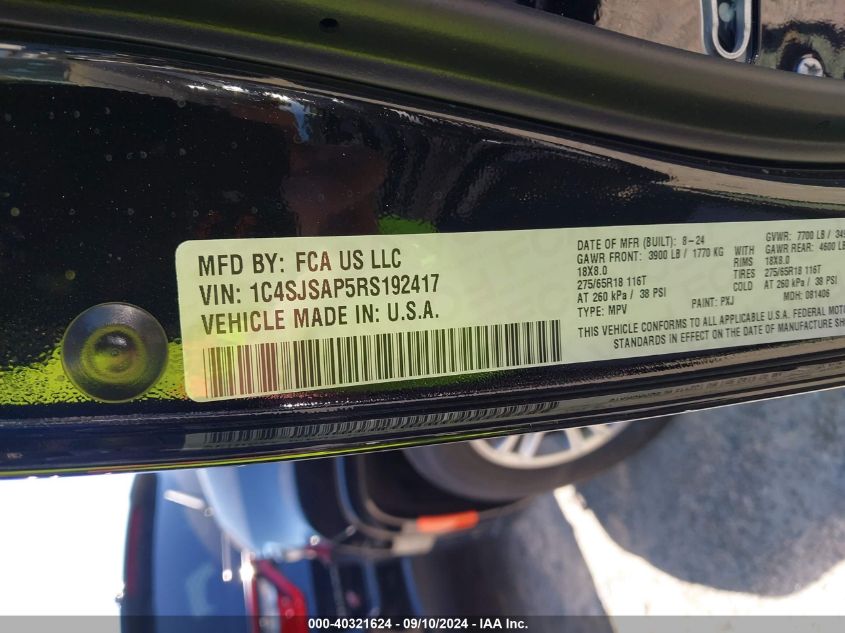 MFD BY: FCA US LLC
VIN: 1C4SJSAP5RS192417
VEHICLE MADE IN: U.S.A.
DATE OF MFR (BUILT): 8-24
GAWR FRONT: 3900 LB / 1770 KG WITH
18X8.0 RIMS
275/65R18 116T TIRES
AT 260 kPa / 38 PSI COLD
TYPE: MPV PAINT: PXJ
GVWR: 7700 LB /
GAWR REAR: 4600 LB
18X8.0
275/65R18 116T
AT 260 kPa / 38 PSI
MDH: 081406
THIS VEHICLE CONFORMS TO ALL APPLICABLE U.S.A. FEDERAL MOTOR
STANDARDS IN EFFECT ON THE DATE OF MANUFACTURE
000-40321624 - 09/10/2024 - IAA Inc.